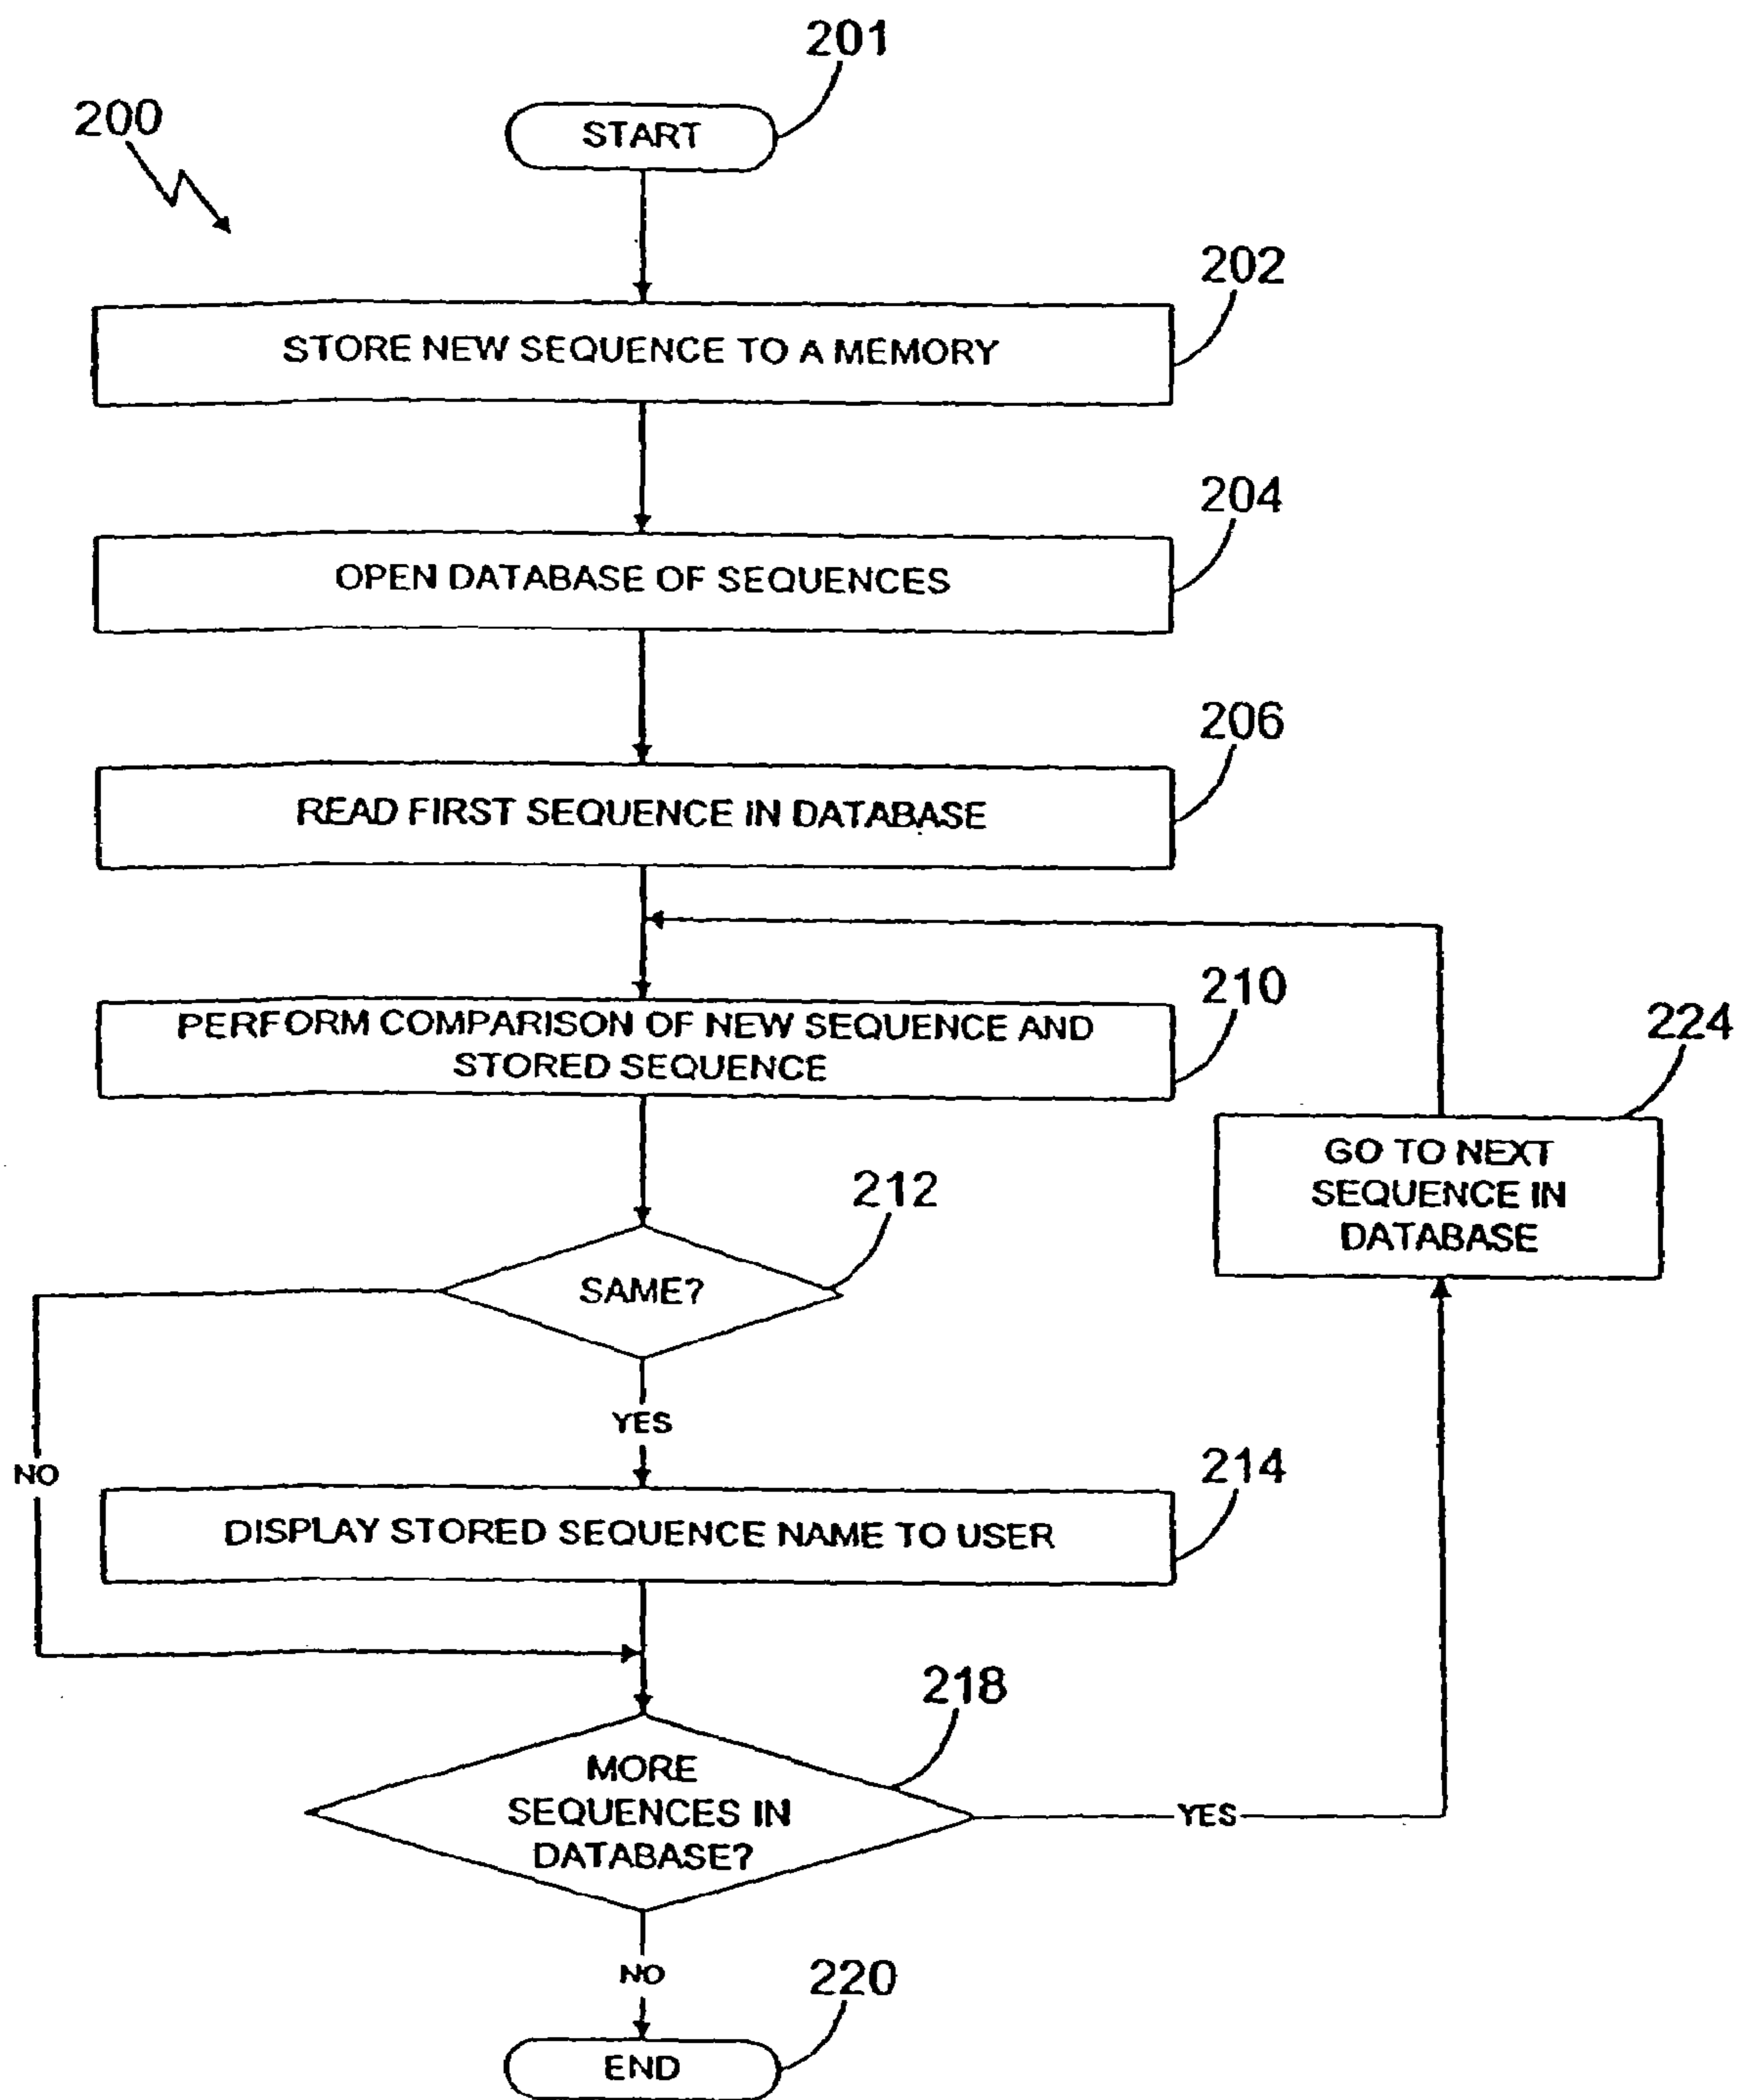 201
200
START
202
STORE NEW SEQUENCE TO A MEMORY
204
OPEN DATABASE OF SEQUENCES
206
READ FIRST SEQUENCE IN DATABASE
210
PERFORM COMPARISON OF NEW SEQUENCE AND
STORED SEQUENCE
224
GO TO NEXT
SEQUENCE IN
DATABASE
212
SAME?
YES
NO
214
DISPLAY STORED SEQUENCE NAME TO USER
218
MORE
SEQUENCES IN
DATABASE?
YES
NO
220
END